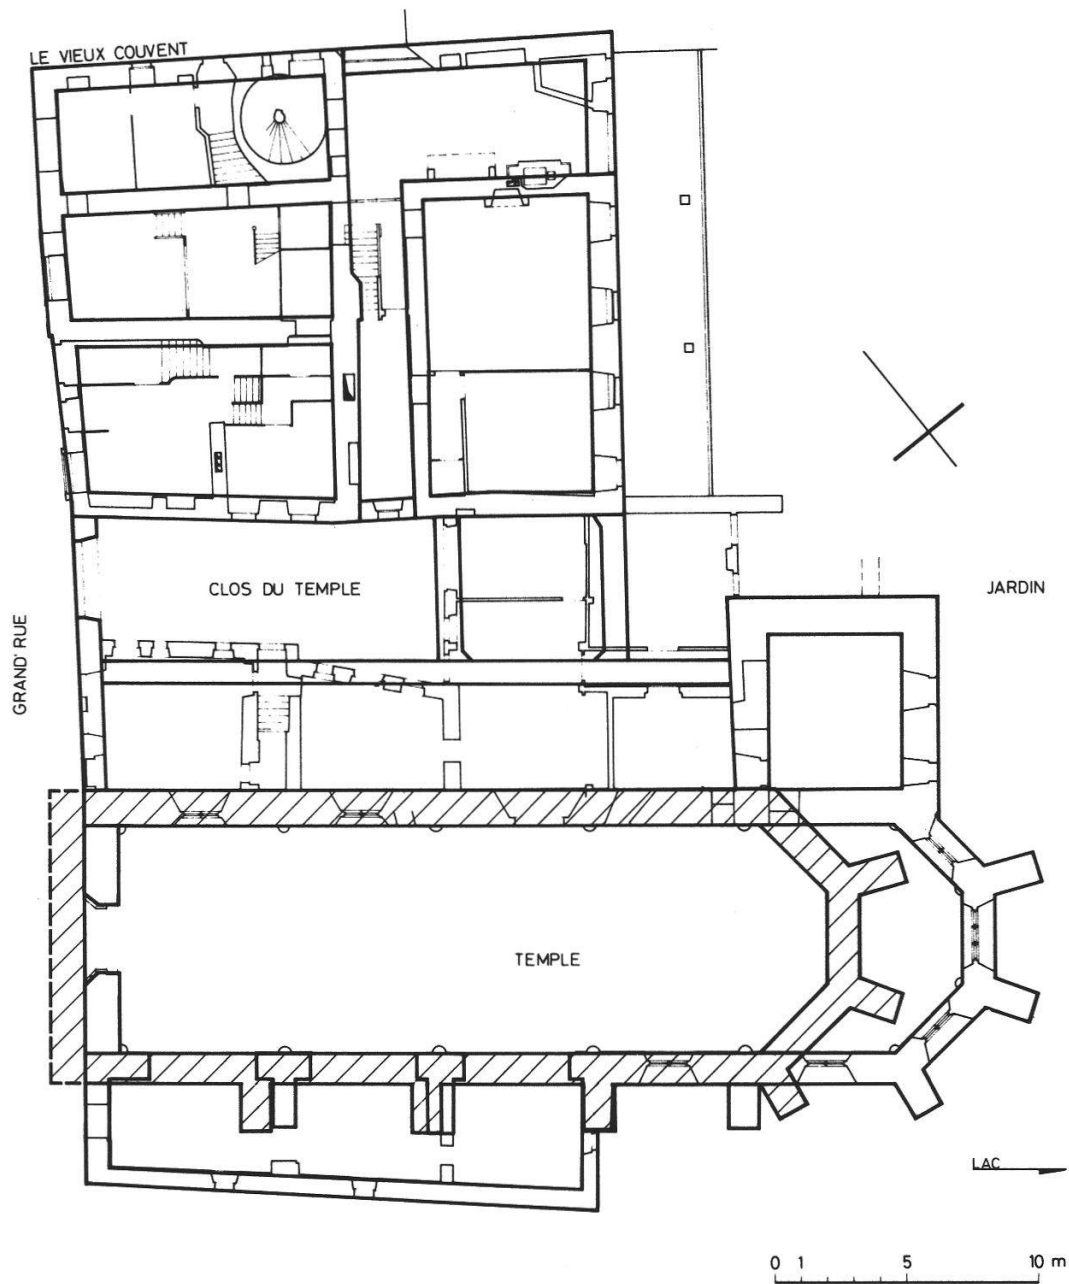 LE VIEUX COUVENT
CLOS DU TEMPLE
JARDIN
GRAND' RUE
TEMPLE
LAC
0 1 5 10 m